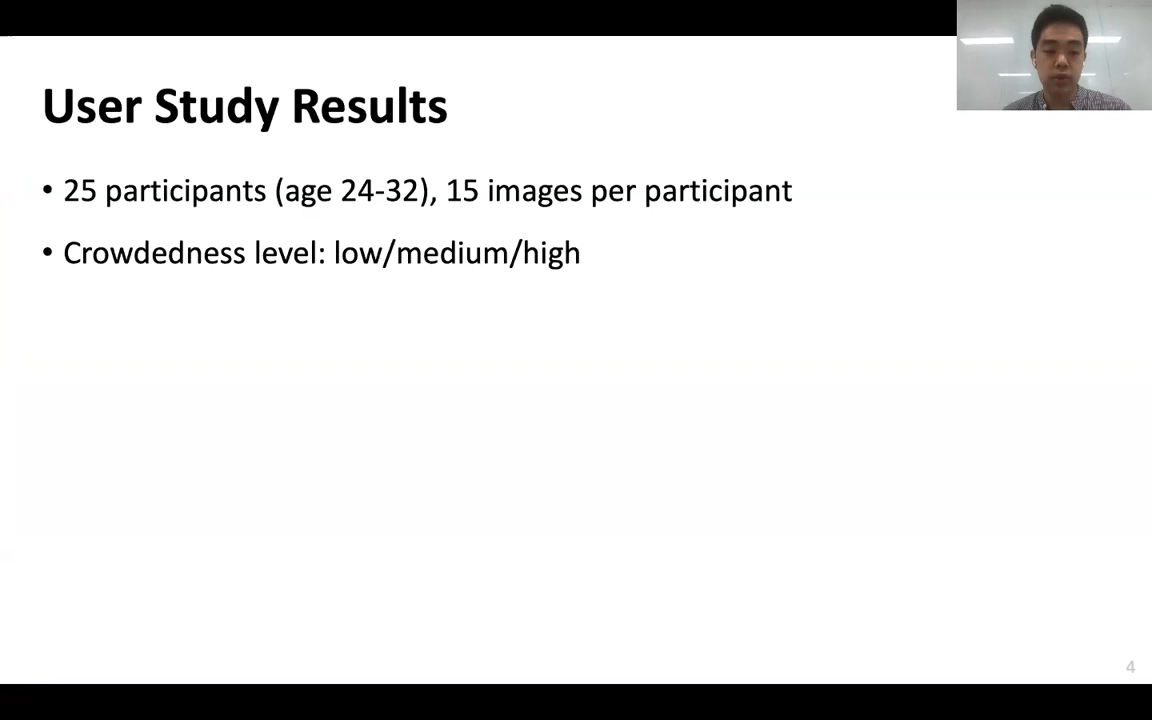 User Study Results
• 25 participants (age 24-32), 15 images per participant
• Crowdedness level: low/medium/high
4